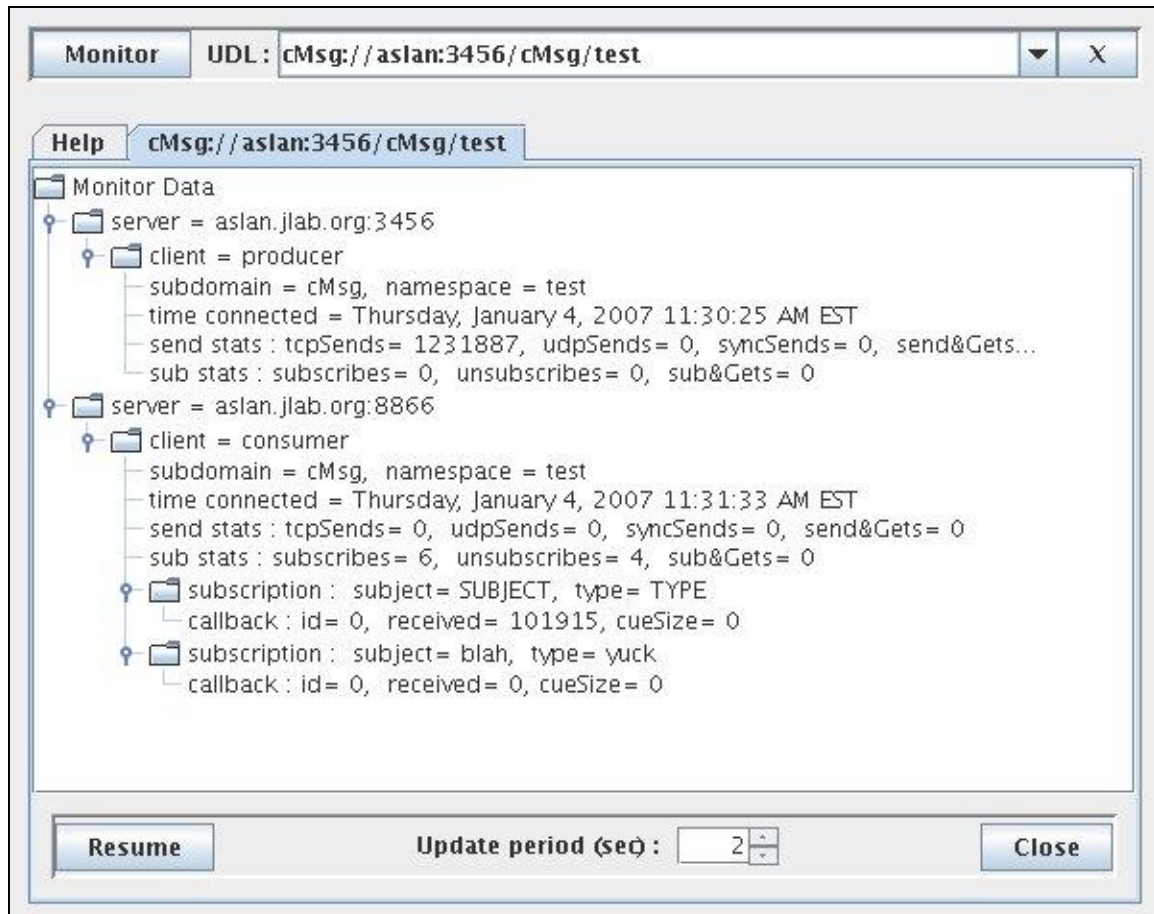 Monitor UDL : cMsg://aslan:3456/cMsg/test X
Help cMsg://aslan:3456/cMsg/test
Monitor Data
server = aslan.jlab.org:3456
client = producer
subdomain = cMsg, namespace = test
time connected = Thursday, January 4, 2007 11:30:25 AM EST
send stats : tcpSends= 1231887, udpSends= 0, syncSends= 0, send&Gets...
sub stats : subscribes= 0, unsubscribes= 0, sub&Gets= 0
server = aslan.jlab.org:8866
client = consumer
subdomain = cMsg, namespace = test
time connected = Thursday, January 4, 2007 11:31:33 AM EST
send stats : tcpSends= 0, udpSends= 0, syncSends= 0, send&Gets= 0
sub stats : subscribes= 6, unsubscribes= 4, sub&Gets= 0
subscription : subject= SUBJECT, type= TYPE
callback : id= 0, received= 101915, cueSize= 0
subscription : subject= blah, type= yuck
callback : id= 0, received= 0, cueSize= 0
Resume Update period (sec) : 2 Close